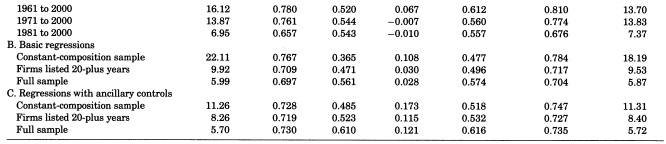 1961 to 2000 16.12 0.780 0.520 0.067 0.612 0.810 13.70
1971 to 2000 13.87 0.761 0.544 −0.007 0.560 0.774 13.83
1981 to 2000 6.95 0.657 0.543 −0.010 0.557 0.676 7.37
B. Basic regressions
Constant-composition sample 22.11 0.767 0.365 0.108 0.477 0.784 18.19
Firms listed 20-plus years 9.92 0.709 0.471 0.030 0.496 0.717 9.53
Full sample 5.99 0.697 0.561 0.028 0.574 0.704 5.87
C. Regressions with ancillary controls
Constant-composition sample 11.26 0.728 0.485 0.173 0.518 0.747 11.31
Firms listed 20-plus years 8.26 0.719 0.523 0.115 0.532 0.727 8.40
Full sample 5.70 0.730 0.610 0.121 0.616 0.735 5.72